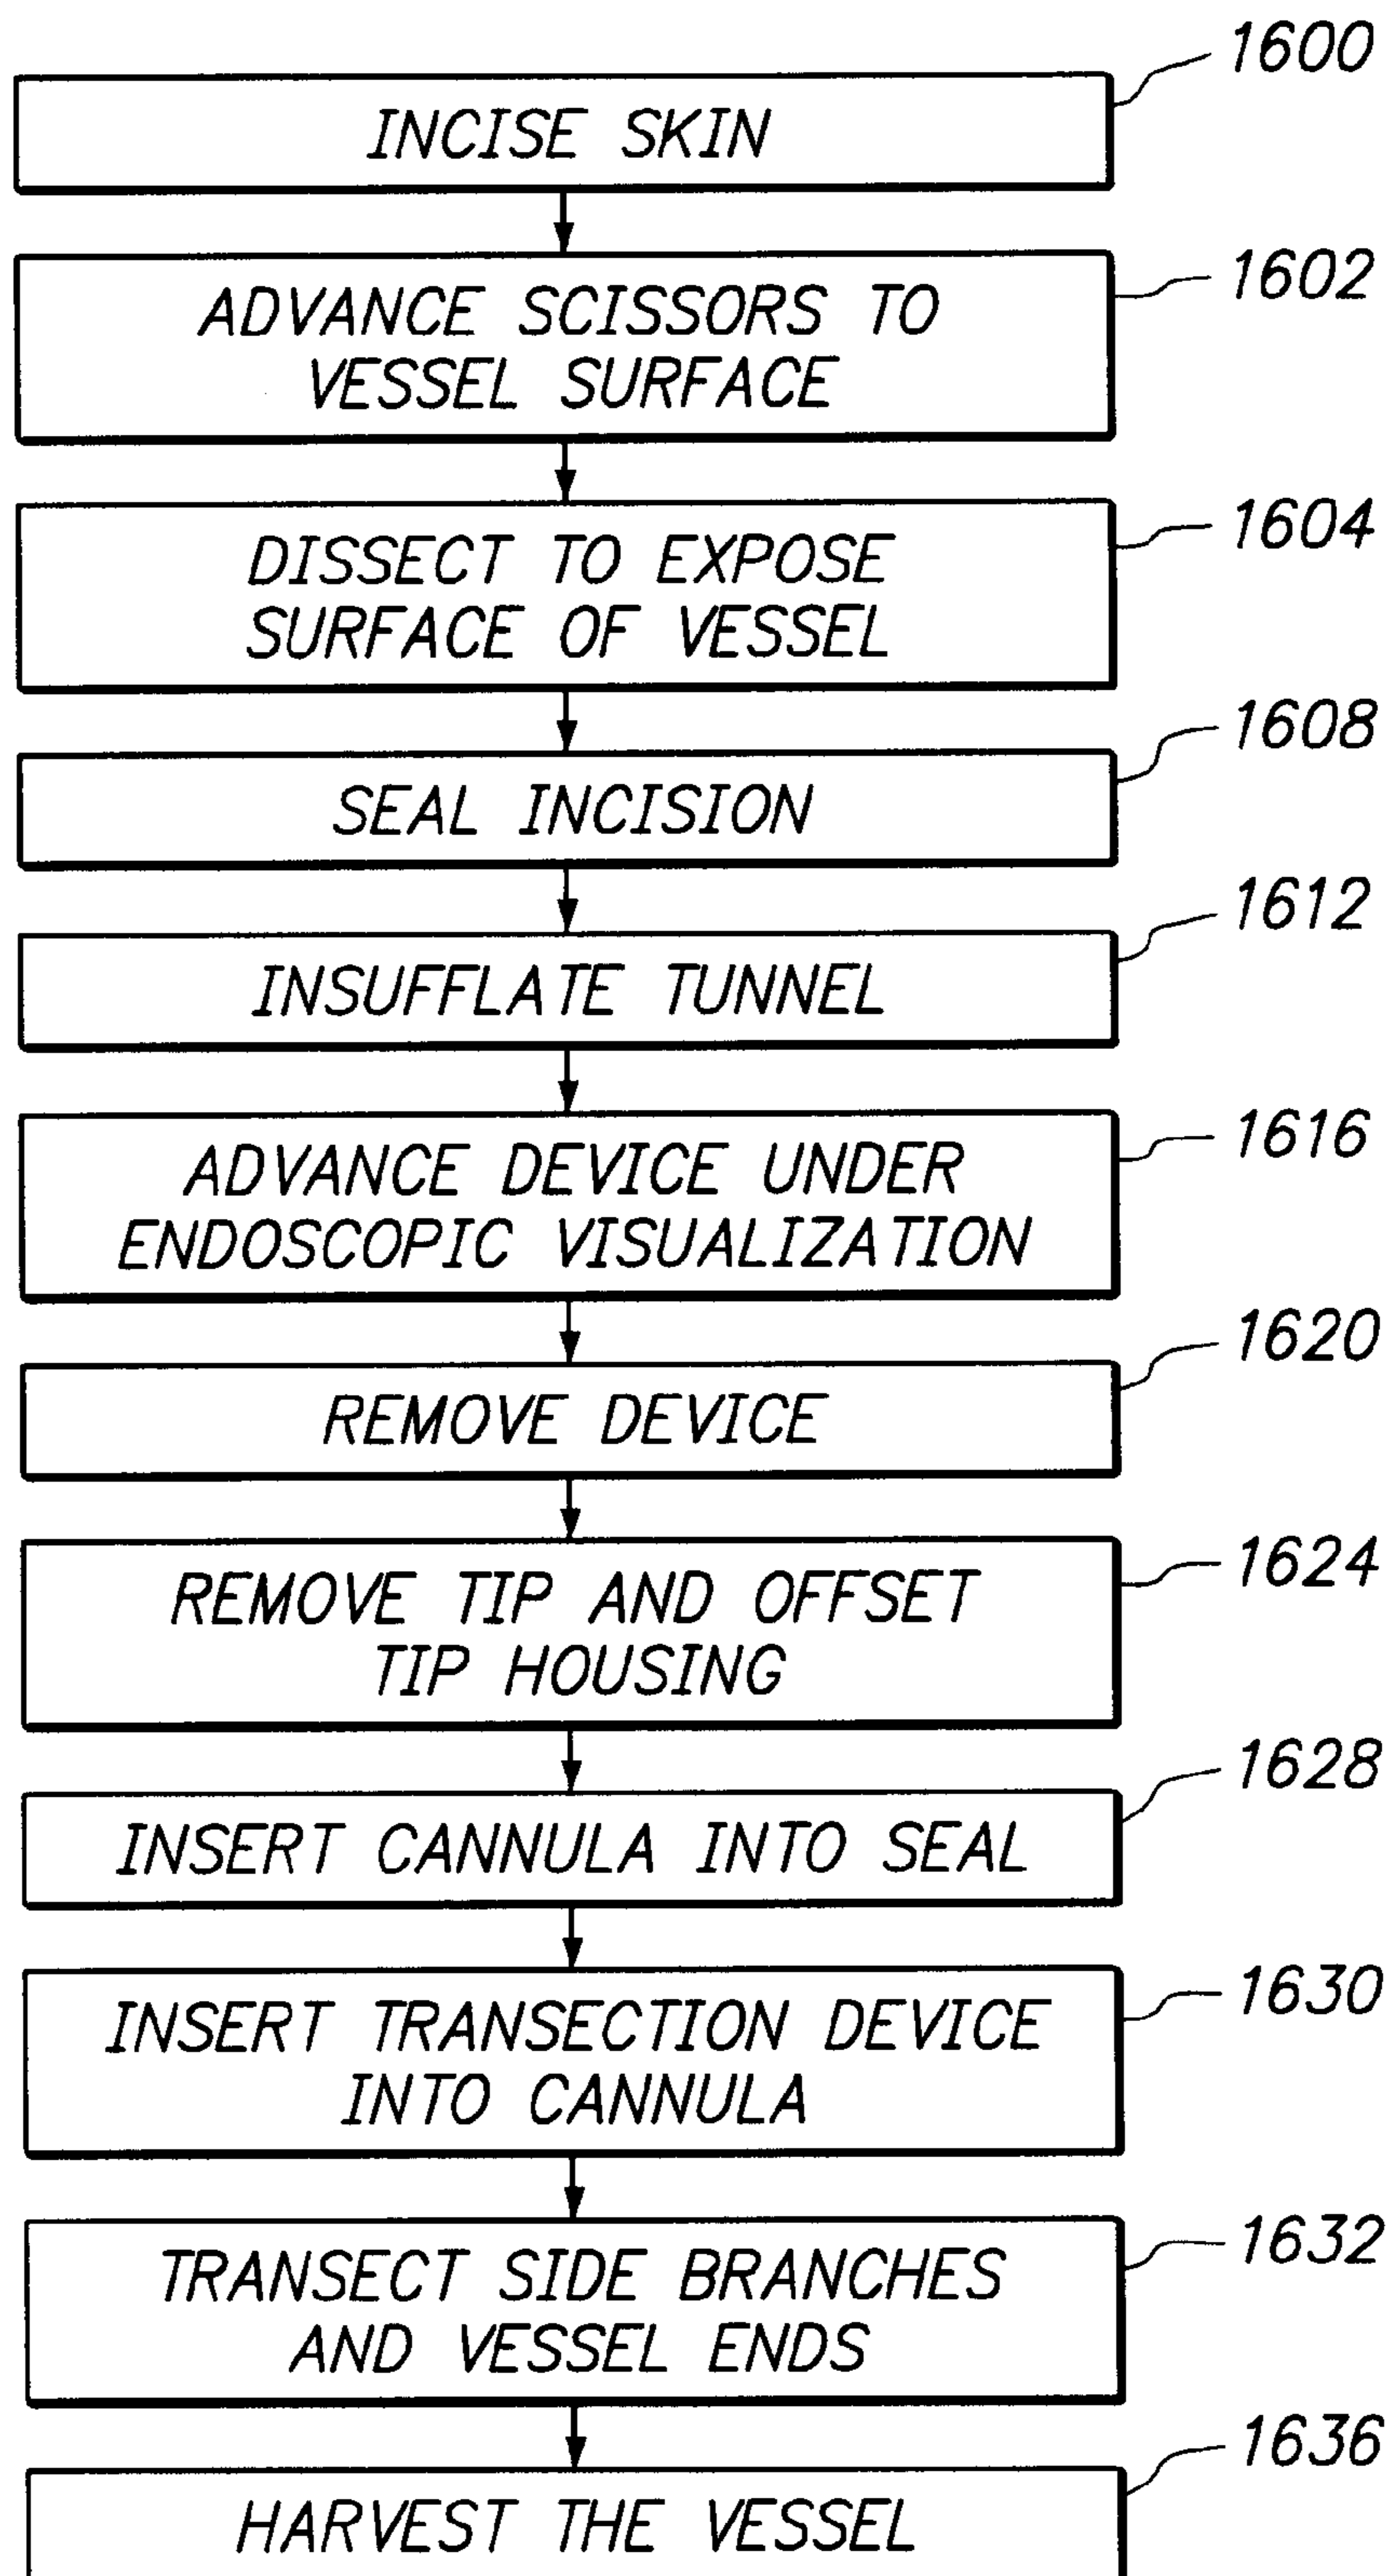 1600
INCISE SKIN
1602
ADVANCE SCISSORS TO
VESSEL SURFACE
1604
DISSECT TO EXPOSE
SURFACE OF VESSEL
1608
SEAL INCISION
1612
INSUFFLATE TUNNEL
1616
ADVANCE DEVICE UNDER
ENDOSCOPIC VISUALIZATION
1620
REMOVE DEVICE
1624
REMOVE TIP AND OFFSET
TIP HOUSING
1628
INSERT CANNULA INTO SEAL
1630
INSERT TRANSECTION DEVICE
INTO CANNULA
1632
TRANSECT SIDE BRANCHES
AND VESSEL ENDS
1636
HARVEST THE VESSEL